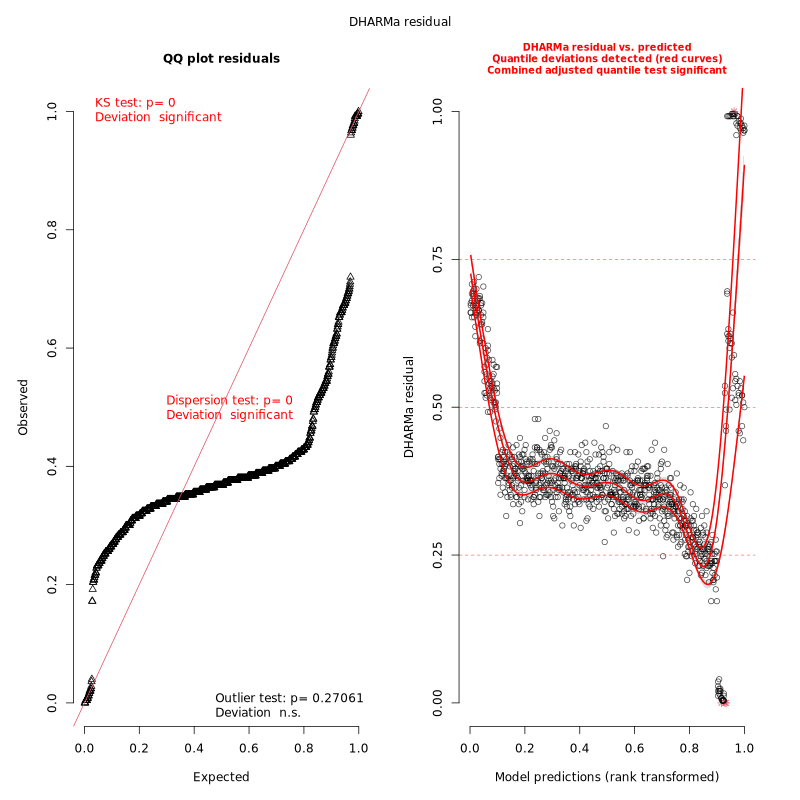 DHARMa residual
QQ plot residuals
KS test: p= 0
Deviation significant
Dispersion test: p= 0
Deviation significant
Outlier test: p= 0.27061
Deviation n.s.
Observed
0.0
0.2
0.4
0.6
0.8
1.0
0.0
0.2
0.4
0.6
0.8
1.0
Expected
DHARMa residual vs. predicted
Quantile deviations detected (red curves)
Combined adjusted quantile test significant
DHARMa residual
0.00
0.25
0.50
0.75
1.00
0.0
0.2
0.4
0.6
0.8
1.0
Model predictions (rank transformed)